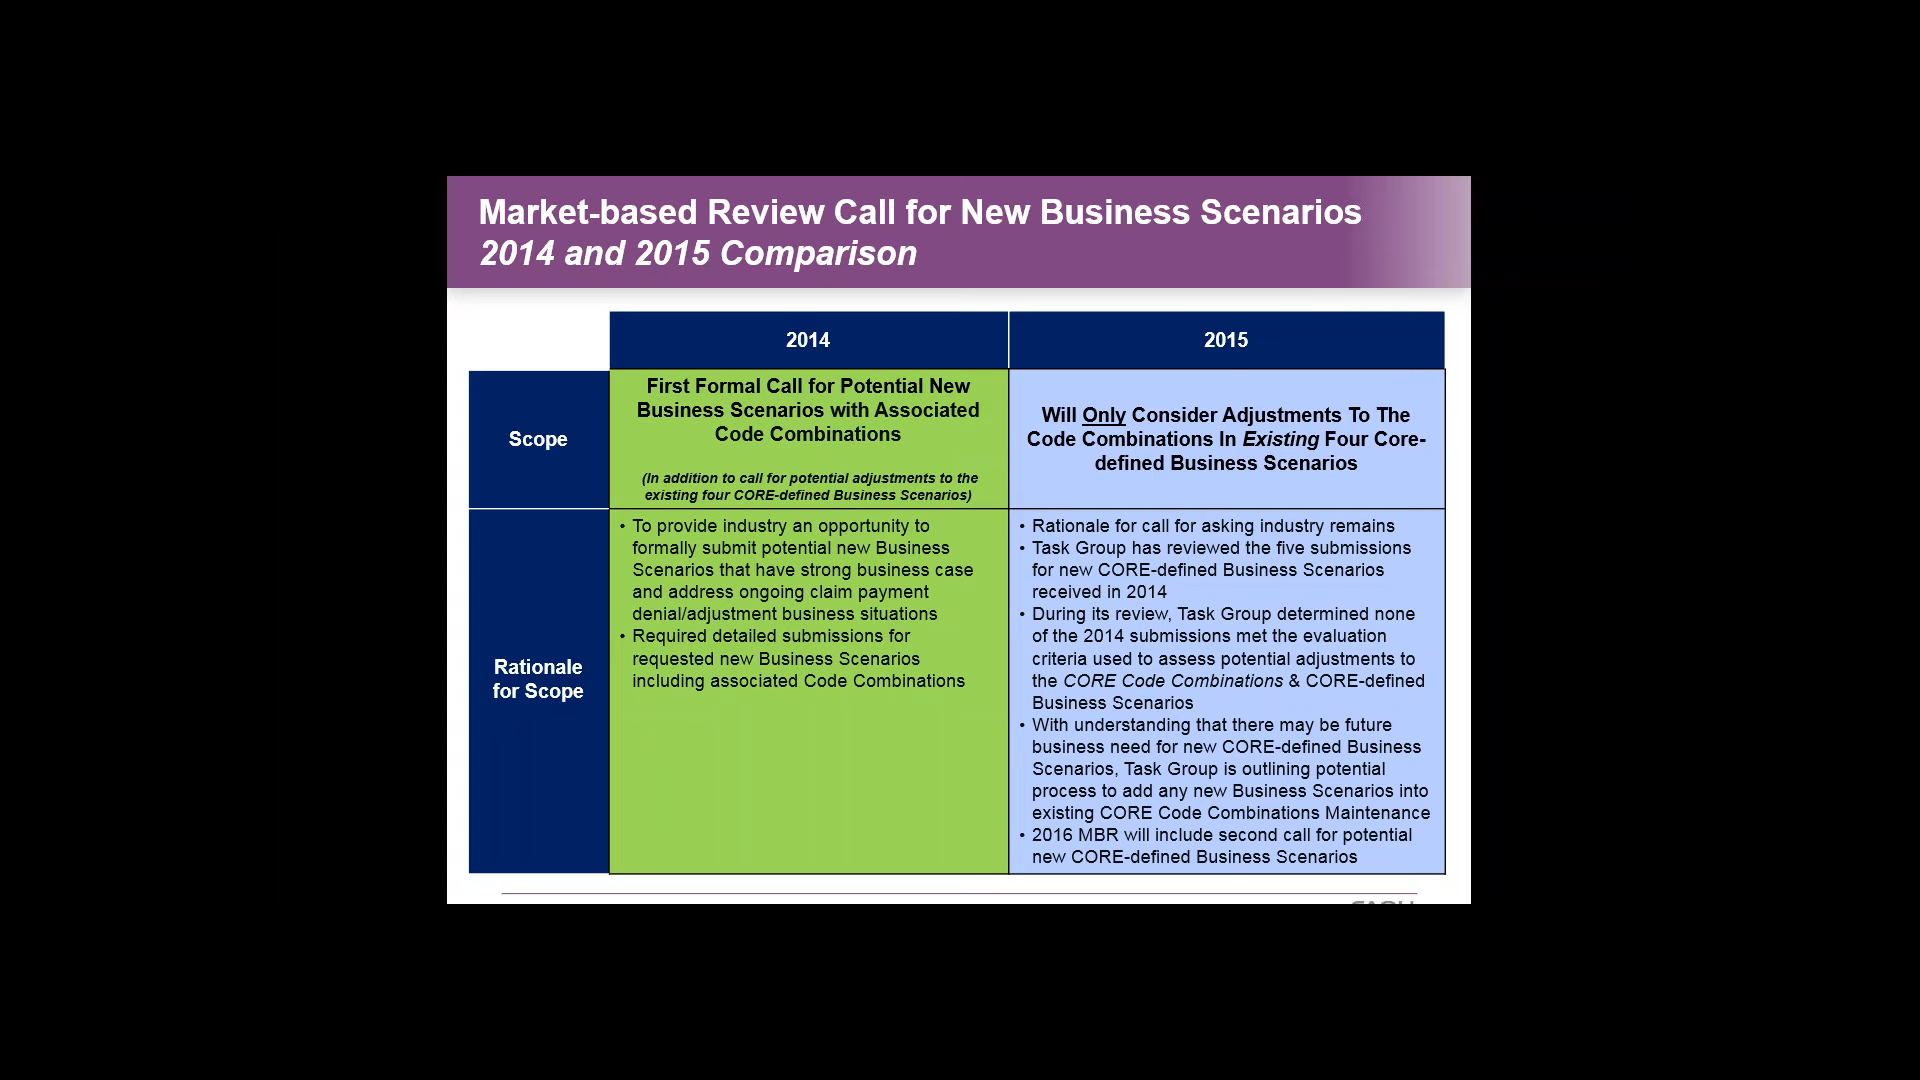 Market-based Review Call for New Business Scenarios
2014 and 2015 Comparison
2014
2015
Scope
First Formal Call for Potential New
Business Scenarios with Associated
Code Combinations
(In addition to call for potential adjustments to the
existing four CORE-defined Business Scenarios)
Will Only Consider Adjustments To The
Code Combinations In Existing Four Core-
defined Business Scenarios
Rationale
for Scope
• To provide industry an opportunity to
formally submit potential new Business
Scenarios that have strong business case
and address ongoing claim payment
denial/adjustment business situations
• Required detailed submissions for
requested new Business Scenarios
including associated Code Combinations
• Rationale for call for asking industry remains
• Task Group has reviewed the five submissions
for new CORE-defined Business Scenarios
received in 2014
• During its review, Task Group determined none
of the 2014 submissions met the evaluation
criteria used to assess potential adjustments to
the CORE Code Combinations & CORE-defined
Business Scenarios
• With understanding that there may be future
business need for new CORE-defined Business
Scenarios, Task Group is outlining potential
process to add any new Business Scenarios into
existing CORE Code Combinations Maintenance
• 2016 MBR will include second call for potential
new CORE-defined Business Scenarios